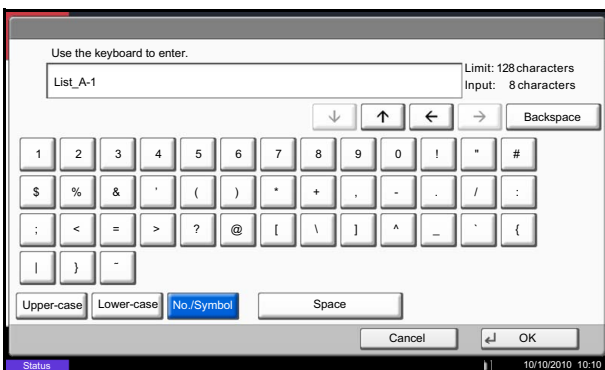 Use the keyboard to enter.
List_A-1
Limit: 128 characters
Input: 8 characters
↓ ↑ ← → Backspace
1 2 3 4 5 6 7 8 9 0 ! " #
$ % & ' ( ) * + , - . / :
; < = > ? @ [ \ ] ^ _ ` {
| } ~
Upper-case Lower-case No./Symbol Space
Cancel ↵ OK
Status 10/10/2010 10:10